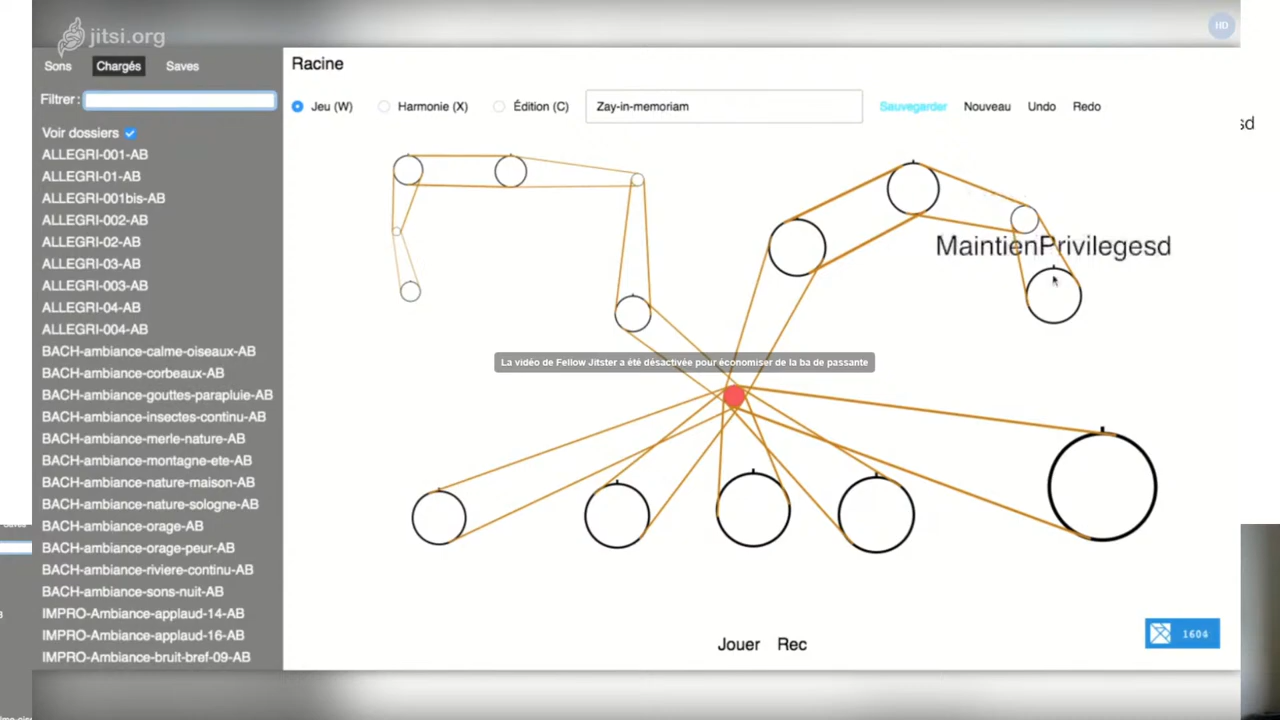 jitsi.org
HD
Sons Chargés Saves
Filtrer :
Voir dossiers
ALLEGRI-001-AB
ALLEGRI-01-AB
ALLEGRI-001bis-AB
ALLEGRI-002-AB
ALLEGRI-02-AB
ALLEGRI-03-AB
ALLEGRI-003-AB
ALLEGRI-04-AB
ALLEGRI-004-AB
BACH-ambiance-calme-oiseaux-AB
BACH-ambiance-corbeaux-AB
BACH-ambiance-gouttes-parapluie-AB
BACH-ambiance-insectes-continu-AB
BACH-ambiance-merle-nature-AB
BACH-ambiance-montagne-ete-AB
BACH-ambiance-nature-maison-AB
BACH-ambiance-nature-sologne-AB
BACH-ambiance-orage-AB
BACH-ambiance-orage-peur-AB
BACH-ambiance-riviere-continu-AB
BACH-ambiance-sons-nuit-AB
IMPRO-Ambiance-applaud-14-AB
IMPRO-Ambiance-applaud-16-AB
IMPRO-Ambiance-bruit-bref-09-AB
Racine
Jeu (W) Harmonie (X) Édition (C) Zay-in-memoriam Sauvegarder Nouveau Undo Redo
sd
MaintienPrivilegesd
La vidéo de Fellow Jitster a été désactivée pour économiser de la ba de passante
1604
Jouer Rec